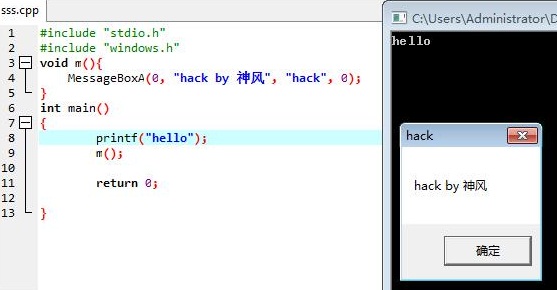 sss.cpp
1 #include "stdio.h"
2 #include "windows.h"
3 void m(){
4 MessageBoxA(0, "hack by 神风", "hack", 0);
5 }
6 int main()
7 {
8 printf("hello");
9 m();
10
11 return 0;
12
13 }
C:\Users\Administrator\D
hello
hack
hack by 神风
确定